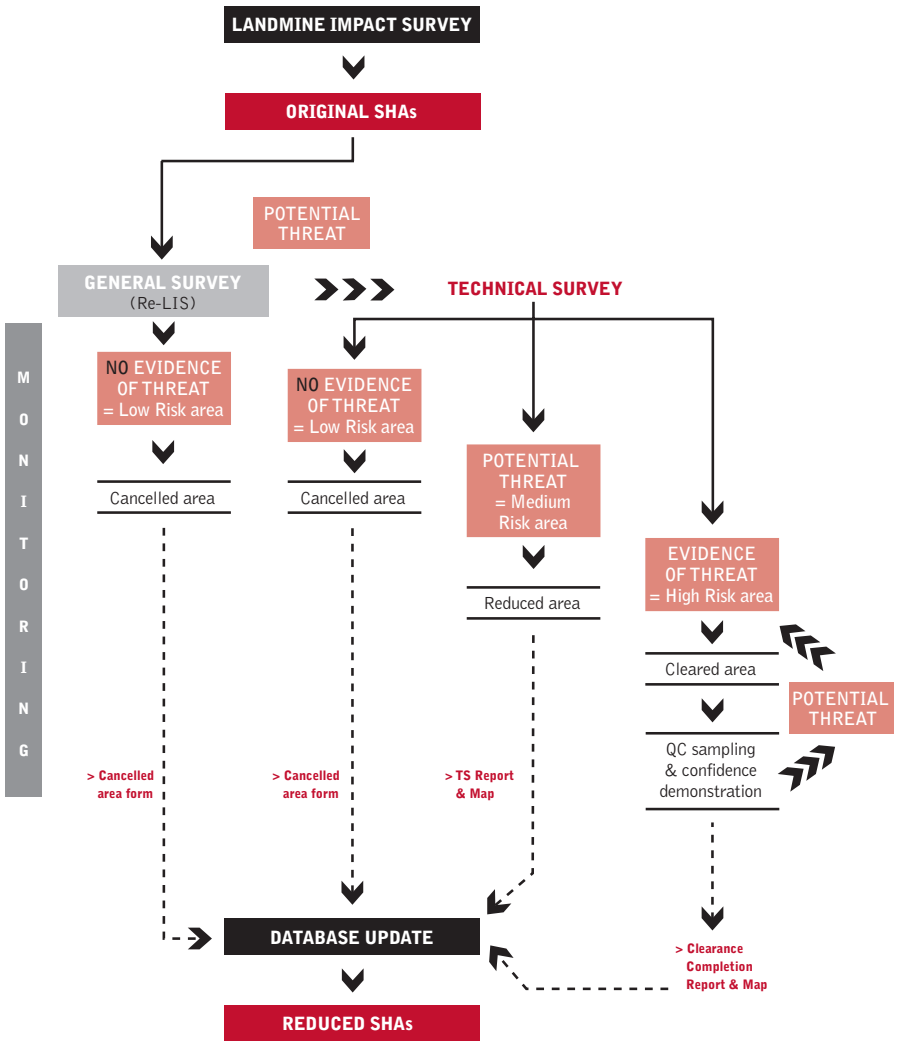 LANDMINE IMPACT SURVEY
ORIGINAL SHAs
POTENTIAL
THREAT
GENERAL SURVEY
(Re-LIS)
TECHNICAL SURVEY
MONITORING
NO EVIDENCE
OF THREAT
= Low Risk area
Cancelled area
> Cancelled
area form
NO EVIDENCE
OF THREAT
= Low Risk area
Cancelled area
> Cancelled
area form
POTENTIAL
THREAT
= Medium
Risk area
Reduced area
> TS Report
& Map
EVIDENCE
OF THREAT
= High Risk area
Cleared area
QC sampling
& confidence
demonstration
POTENTIAL
THREAT
> Clearance
Completion
Report & Map
DATABASE UPDATE
REDUCED SHAs